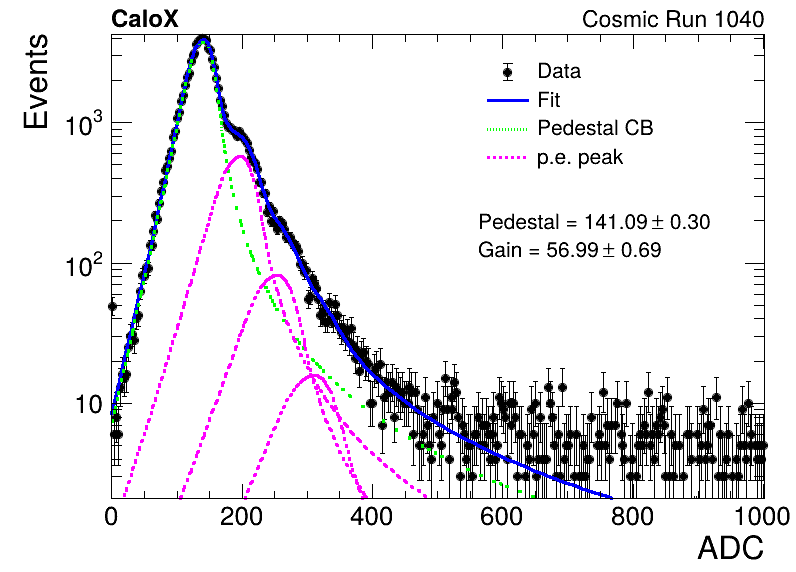 CaloX
Cosmic Run 1040
Events
Data
Fit
Pedestal CB
p.e. peak
Pedestal = 141.09 ± 0.30
Gain = 56.99 ± 0.69
10³
10²
10
0 200 400 600 800 1000
ADC